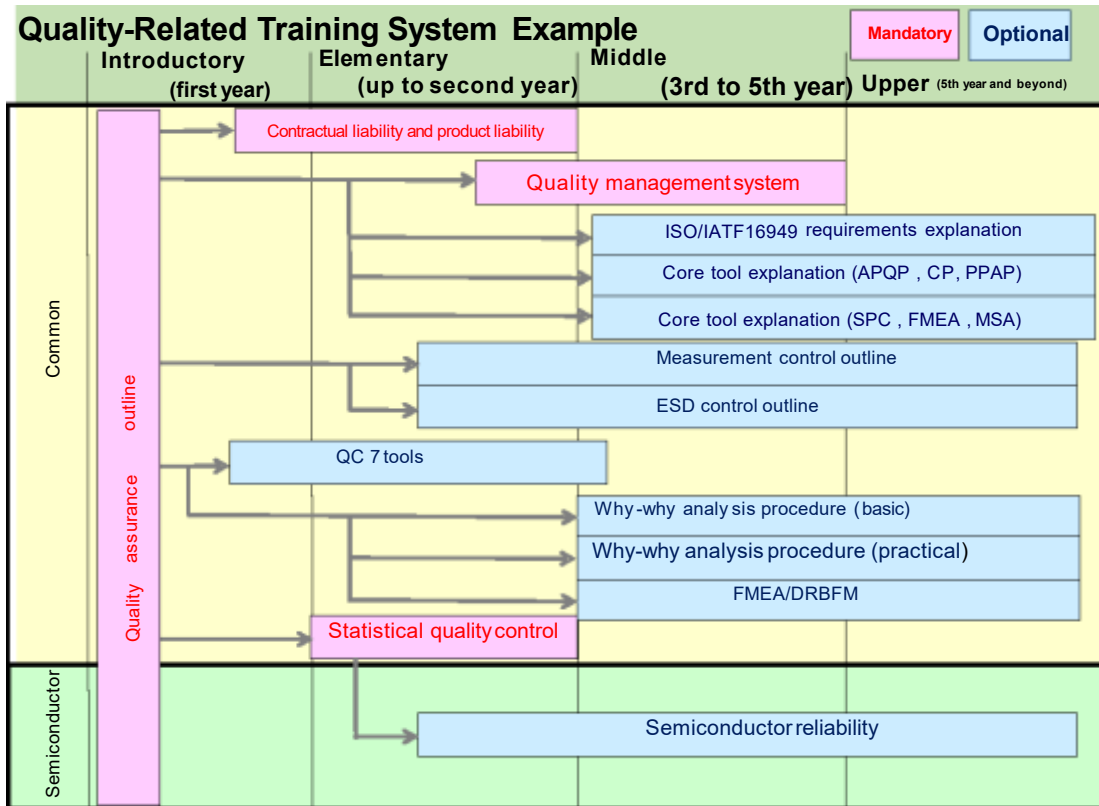 Quality-Related Training System Example
Mandatory
Optional
Introductory
(first year)
Elementary
(up to second year)
Middle
(3rd to 5th year)
Upper (5th year and beyond)
Common
Quality assurance outline
Contractual liability and product liability
Quality management system
ISO/IATF16949 requirements explanation
Core tool explanation (APQP , CP, PPAP)
Core tool explanation (SPC , FMEA , MSA)
Measurement control outline
ESD control outline
QC 7 tools
Why-why analysis procedure (basic)
Why-why analysis procedure (practical)
FMEA/DRBFM
Statistical quality control
Semiconductor
Semiconductor reliability